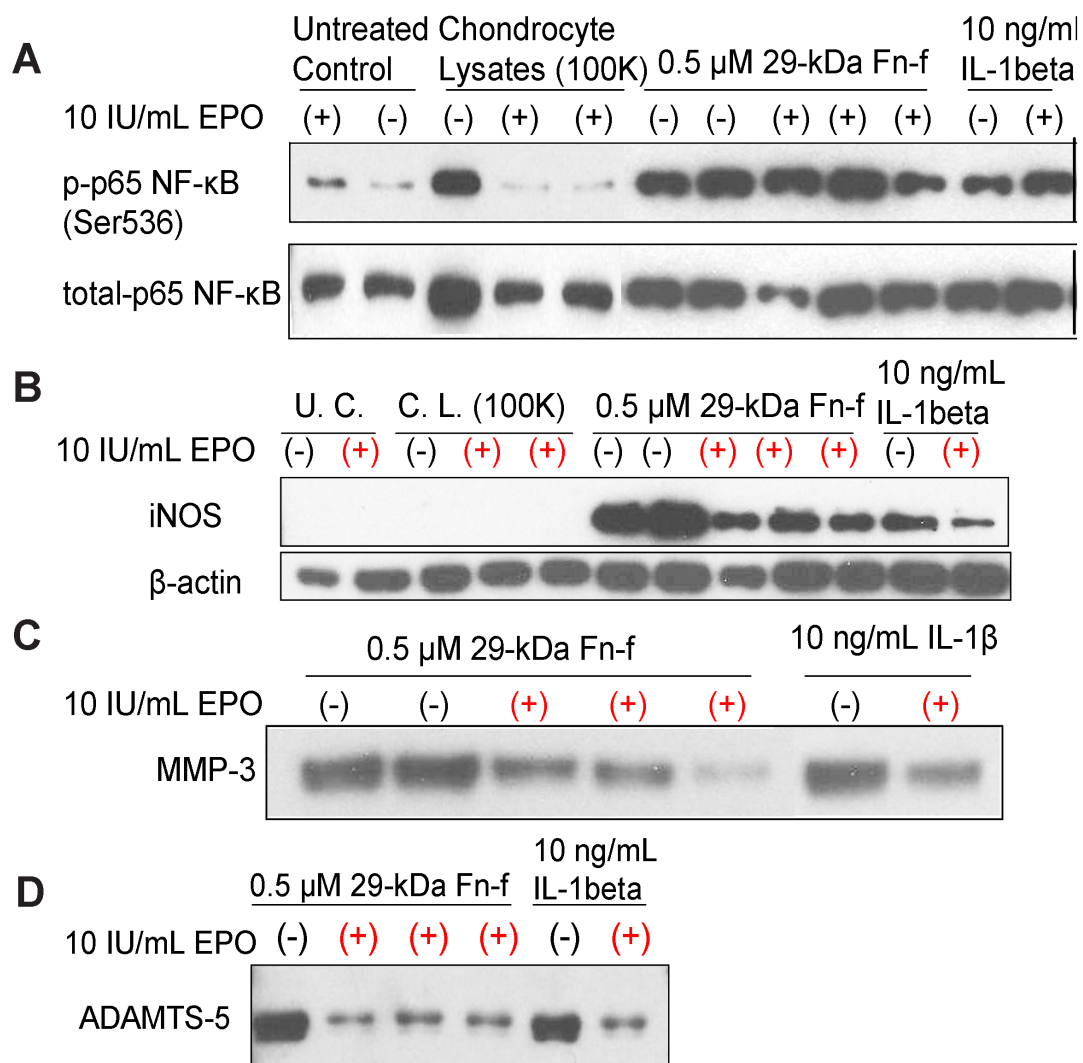 A
Untreated Chondrocyte
Control Lysates (100K) 0.5 µM 29-kDa Fn-f
10 ng/mL
IL-1beta
10 IU/mL EPO (+) (-) (-) (+) (+) (-) (-) (+) (+) (+) (-) (+)
p-p65 NF-κB
(Ser536)
total-p65 NF-κB
B
U. C. C. L. (100K) 0.5 µM 29-kDa Fn-f
10 ng/mL
IL-1beta
10 IU/mL EPO (-) (+) (-) (+) (+) (-) (-) (+) (+) (+) (-) (+)
iNOS
β-actin
C
0.5 µM 29-kDa Fn-f 10 ng/mL IL-1β
10 IU/mL EPO (-) (-) (+) (+) (+) (-) (+)
MMP-3
D
0.5 µM 29-kDa Fn-f
10 ng/mL
IL-1beta
10 IU/mL EPO (-) (+) (+) (+) (-) (+)
ADAMTS-5